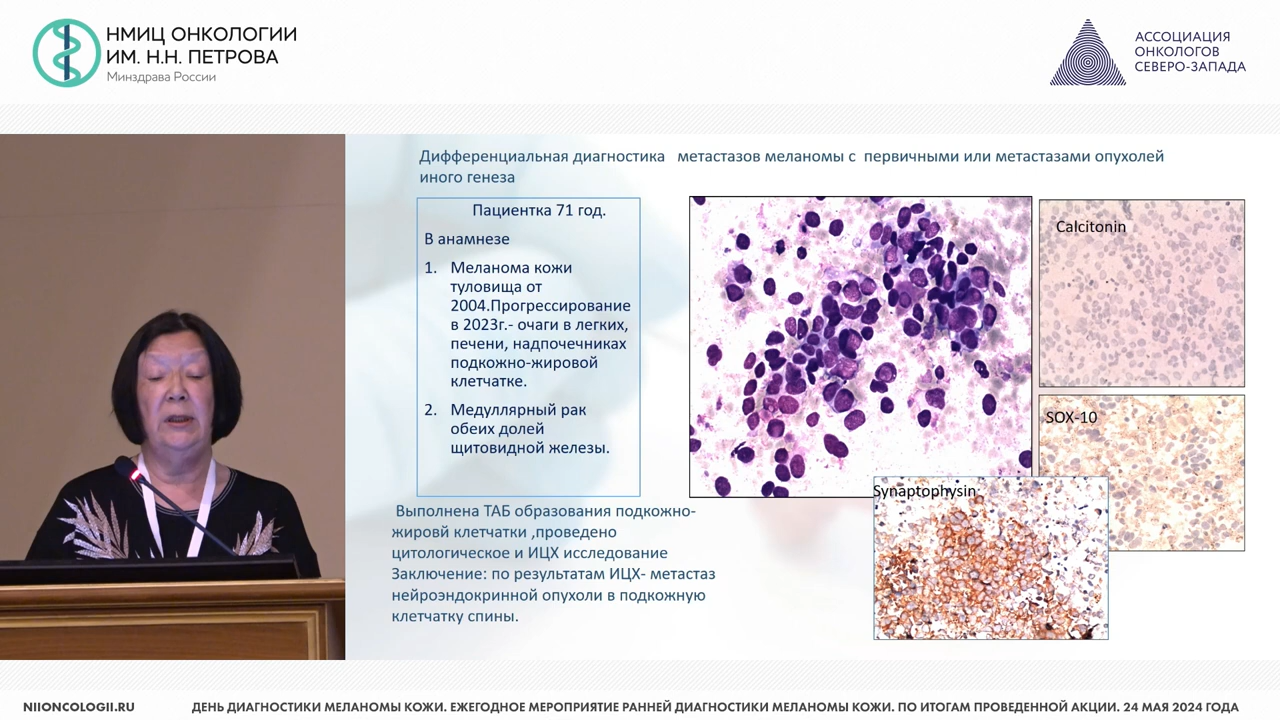 НМИЦ ОНКОЛОГИИ
ИМ. Н.Н. ПЕТРОВА
Минздрава России
АССОЦИАЦИЯ
ОНКОЛОГОВ
СЕВЕРО-ЗАПАДА
Дифференциальная диагностика метастазов меланомы с первичными или метастазами опухолей
иного генеза
Пациентка 71 год.
В анамнезе
1. Меланома кожи
туловища от
2004.Прогрессирование
в 2023г.- очаги в легких,
печени, надпочечниках
подкожно-жировой
клетчатке.
2. Медуллярный рак
обеих долей
щитовидной железы.
Выполнена ТАБ образования подкожно-
жировй клетчатки ,проведено
цитологическое и ИЦХ исследование
Заключение: по результатам ИЦХ- метастаз
нейроэндокринной опухоли в подкожную
клетчатку спины.
Calcitonin
SOX-10
Synaptophysin
NIIONCOLOGII.RU
ДЕНЬ ДИАГНОСТИКИ МЕЛАНОМЫ КОЖИ. ЕЖЕГОДНОЕ МЕРОПРИЯТИЕ РАННЕЙ ДИАГНОСТИКИ МЕЛАНОМЫ КОЖИ. ПО ИТОГАМ ПРОВЕДЕННОЙ АКЦИИ. 24 МАЯ 2024 ГОДА